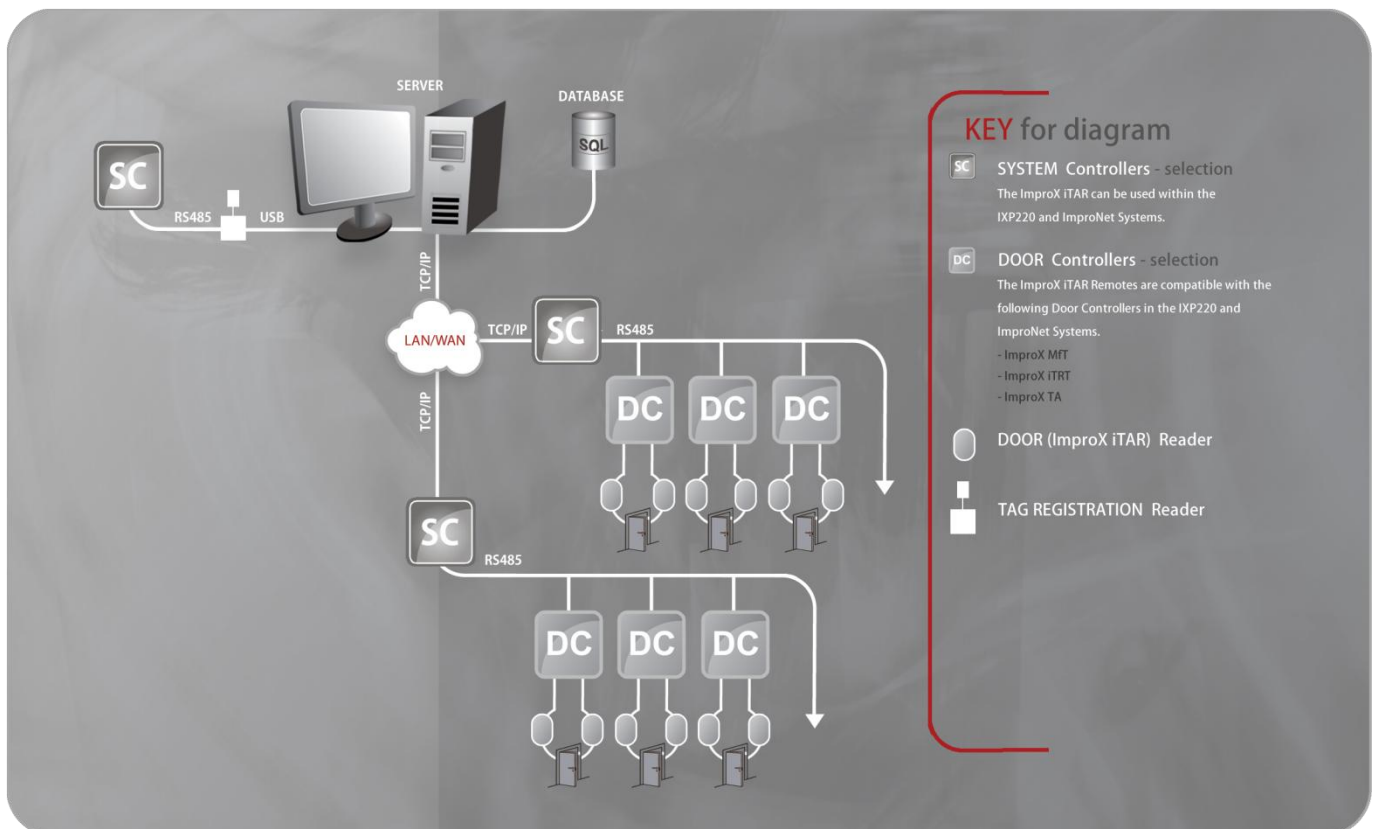 SERVER
DATABASE
SQL
SC
RS485
USB
TCP/IP
LAN/WAN
TCP/IP
SC
RS485
DC
DC
DC
TCP/IP
SC
RS485
DC
DC
DC
KEY for diagram
SC
SYSTEM Controllers - selection
The ImproX iTAR can be used within the
IXP220 and ImproNet Systems.
DC
DOOR Controllers - selection
The ImproX iTAR Remotes are compatible with the
following Door Controllers in the IXP220 and
ImproNet Systems.
- ImproX MfT
- ImproX iTRT
- ImproX TA
DOOR (ImproX iTAR) Reader
TAG REGISTRATION Reader